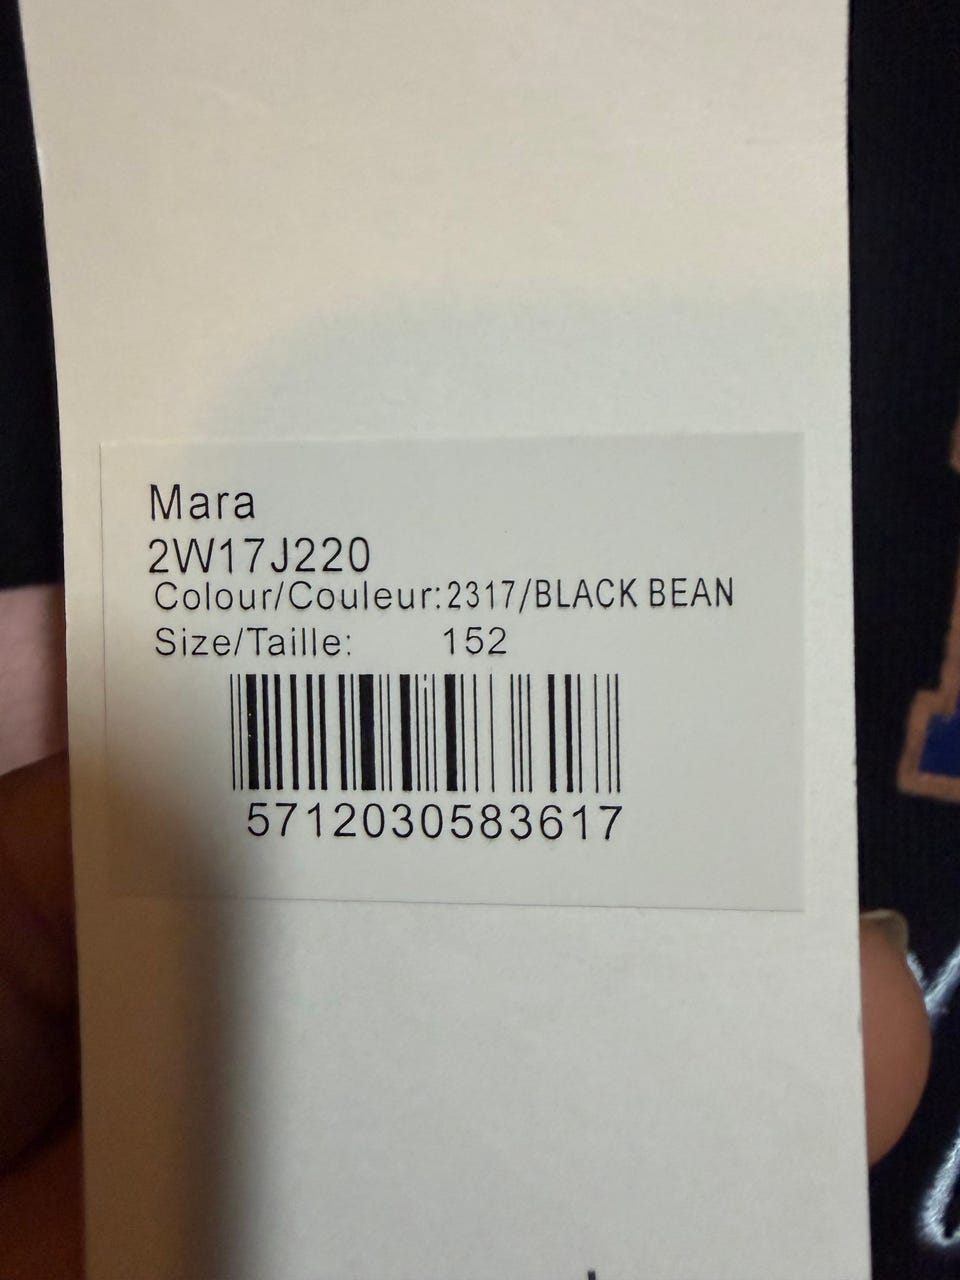 Mara
2W17J220
Colour/Couleur:2317/BLACK BEAN
Size/Taille: 152
5712030583617